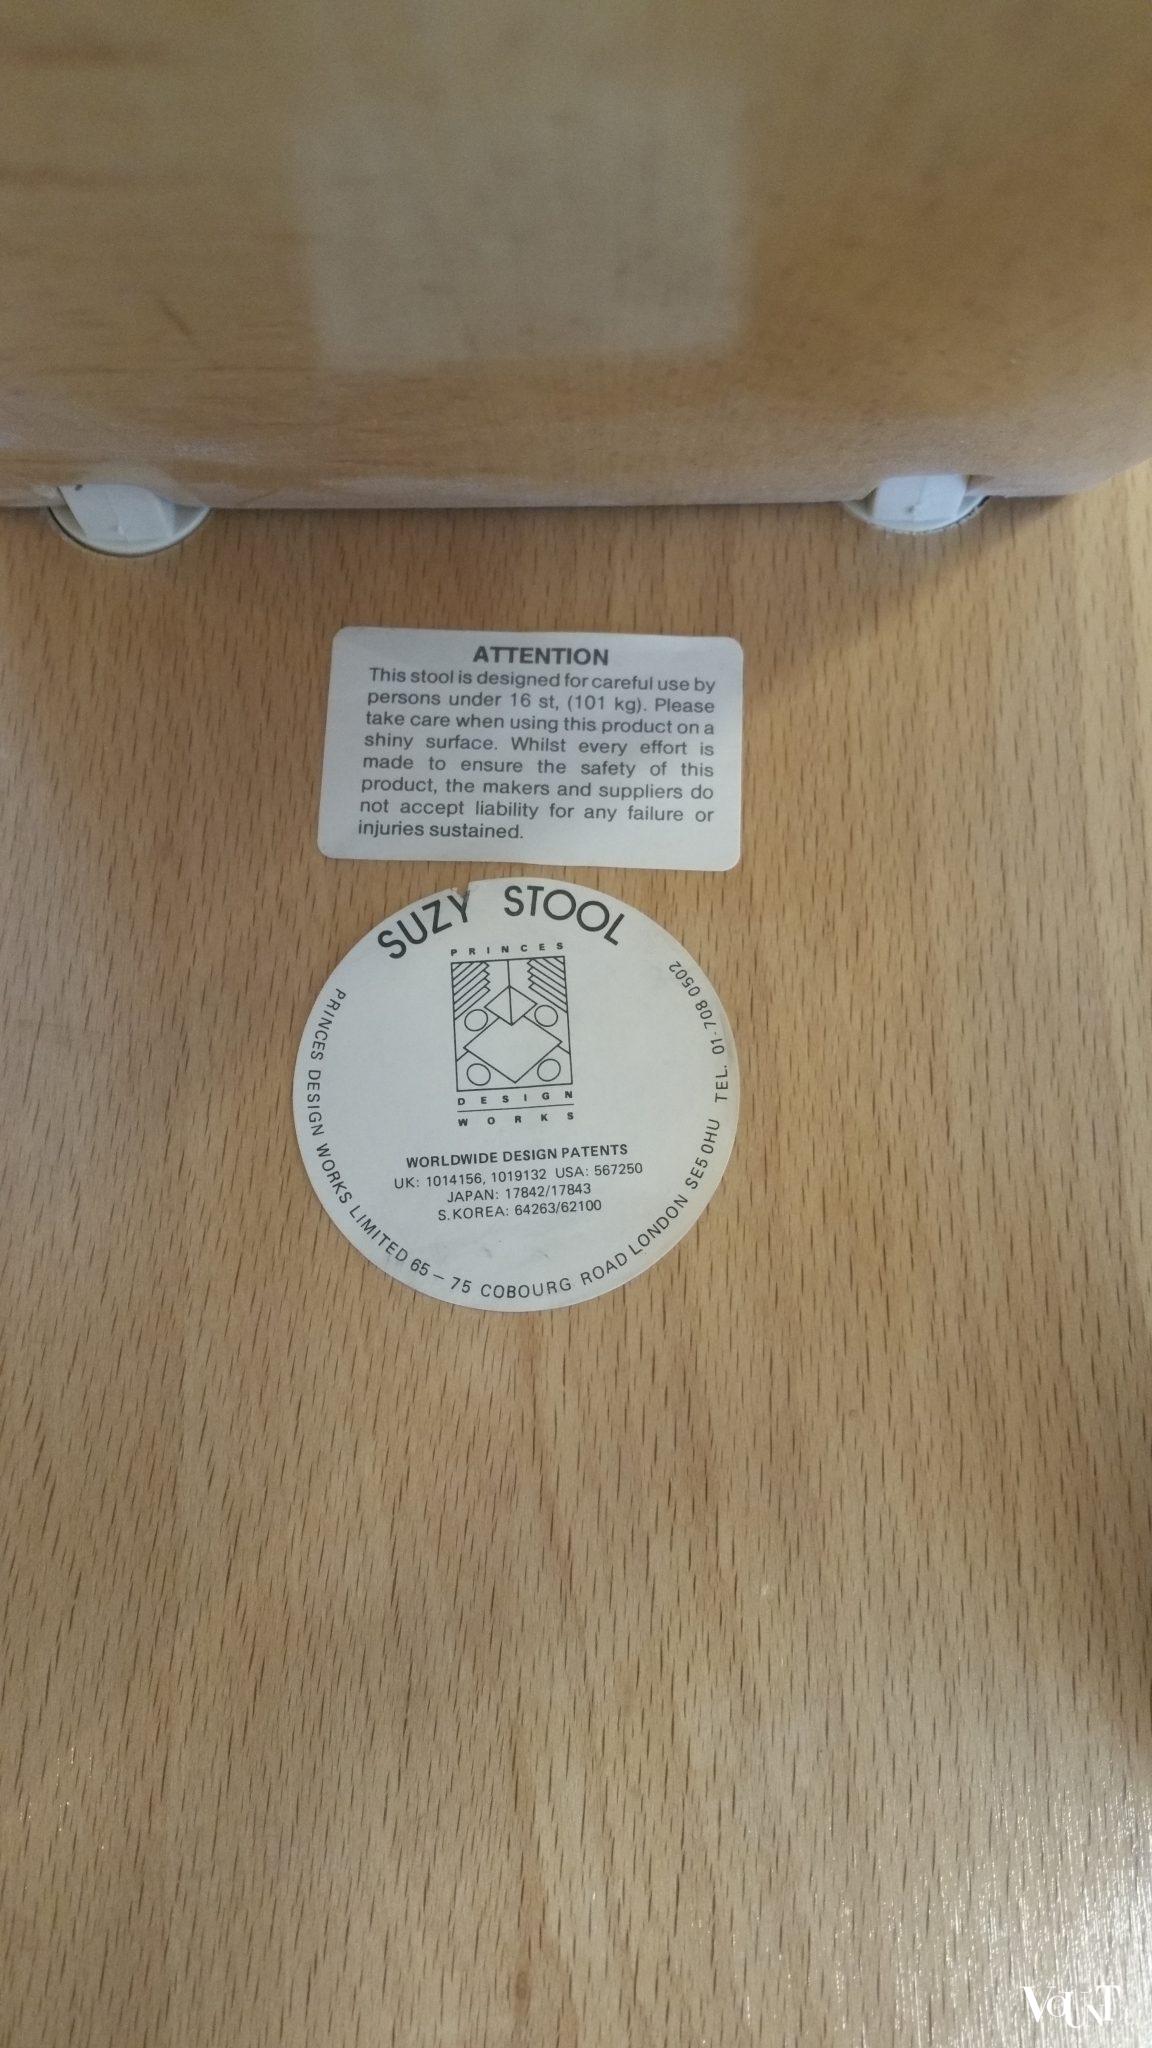 ATTENTION
This stool is designed for careful use by
persons under 16 st, (101 kg). Please
take care when using this product on a
shiny surface. Whilst every effort is
made to ensure the safety of this
product, the makers and suppliers do
not accept liability for any failure or
injuries sustained.
SUZY STOOL
PRINCES
DESIGN
WORKS
WORLDWIDE DESIGN PATENTS
UK: 1014156, 1019132 USA: 567250
JAPAN: 17842/17843
S. KOREA: 64263/62100
PRINCES DESIGN WORKS LIMITED 65 – 75 COBOURG ROAD LONDON SE5 0HU TEL. 01-708 0502
VOUNT